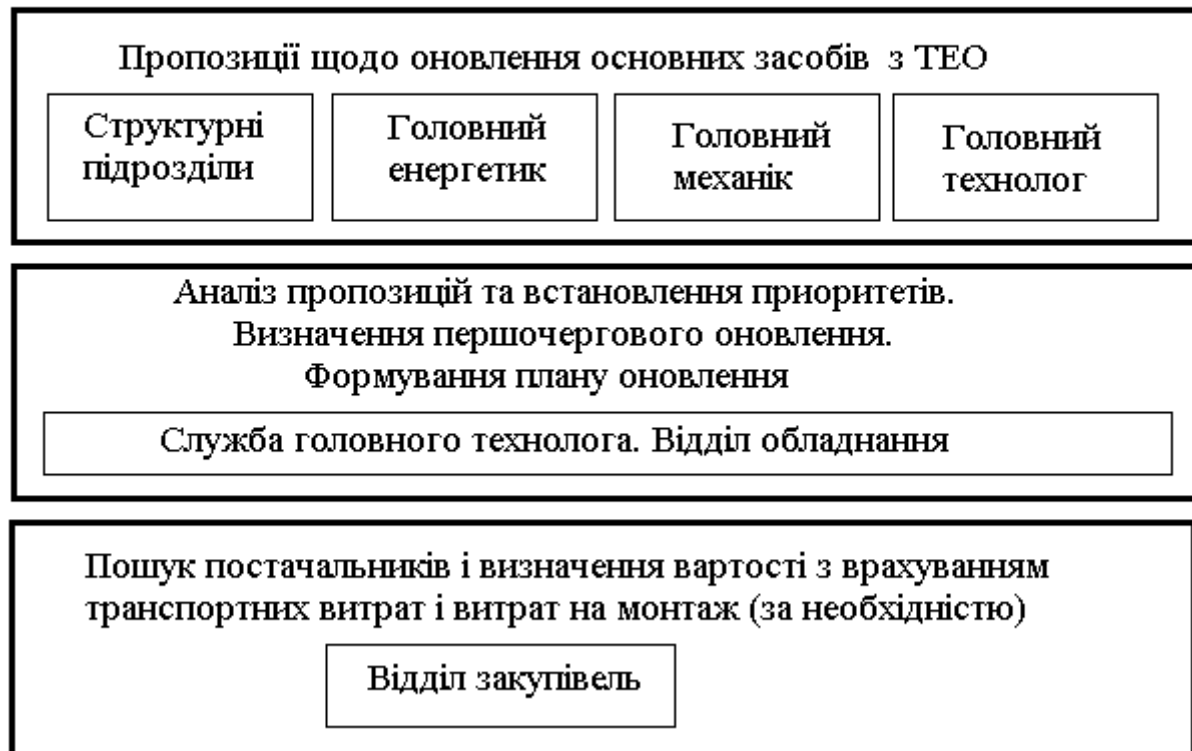 Пропозиції щодо оновлення основних засобів з ТЕО
Структурні
підрозділи
Головний
енергетик
Головний
механік
Головний
технолог
Аналіз пропозицій та встановлення приоритетів.
Визначення першочергового оновлення.
Формування плану оновлення
Служба головного технолога. Відділ обладнання
Пошук постачальників і визначення вартості з врахуванням
транспортних витрат і витрат на монтаж (за необхідністю)
Відділ закупівель